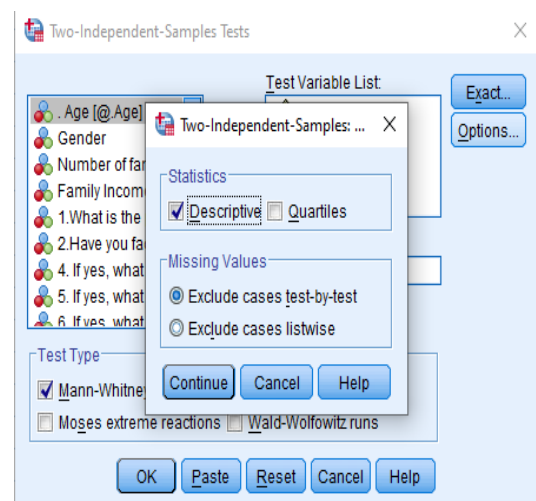 Two-Independent-Samples Tests
Test Variable List:
Exact...
Options...
. Age [@.Age]
Gender
Number of far
Family Incom
1.What is the
2.Have you fa
4. If yes, what
5. If yes, what
6. If yes, what
Two-Independent-Samples: ...
Statistics
Descriptive
Quartiles
Missing Values
Exclude cases test-by-test
Exclude cases listwise
Continue
Cancel
Help
Test Type
Mann-Whitney
Moses extreme reactions
Wald-Wolfowitz runs
OK
Paste
Reset
Cancel
Help